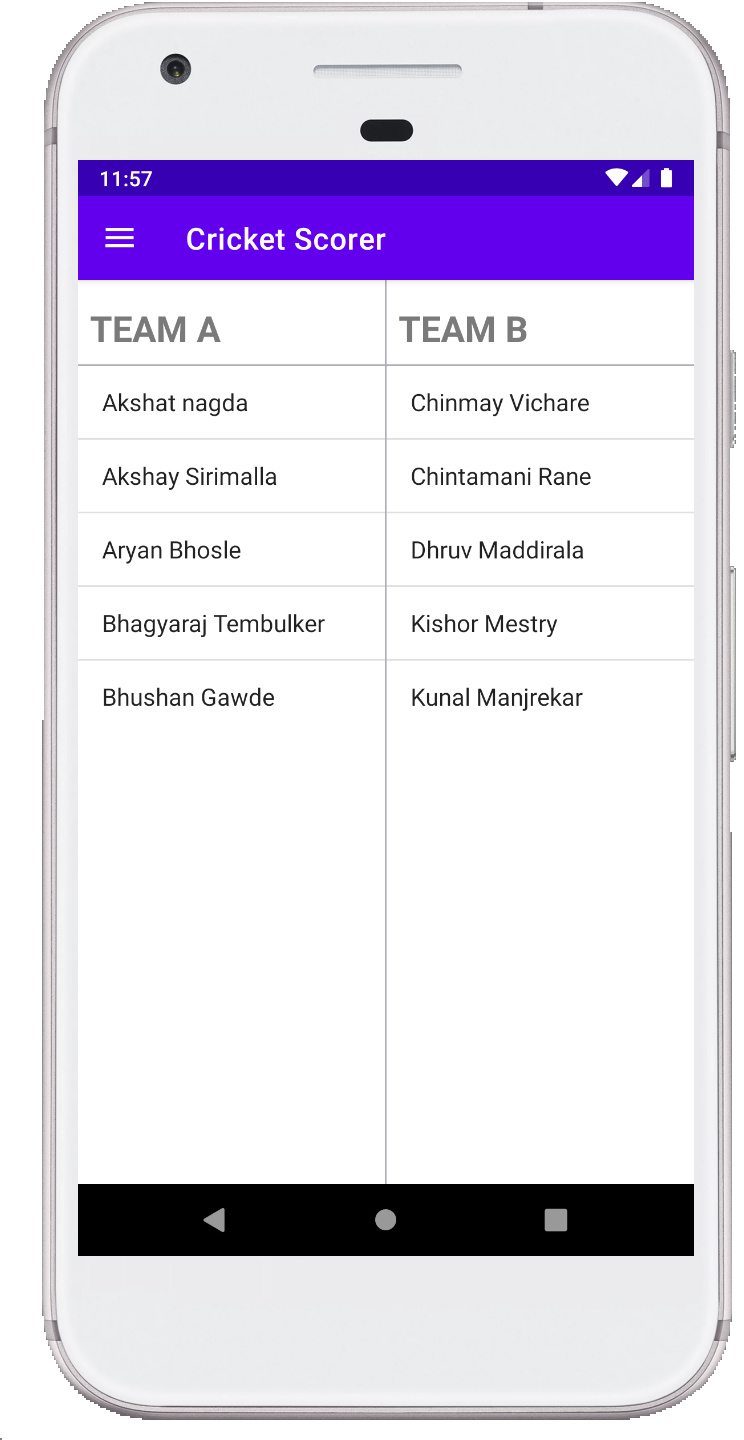 11:57
Cricket Scorer
TEAM A
TEAM B
Akshat nagda
Chinmay Vichare
Akshay Sirimalla
Chintamani Rane
Aryan Bhosle
Dhruv Maddirala
Bhagyaraj Tembulker
Kishor Mestry
Bhushan Gawde
Kunal Manjrekar